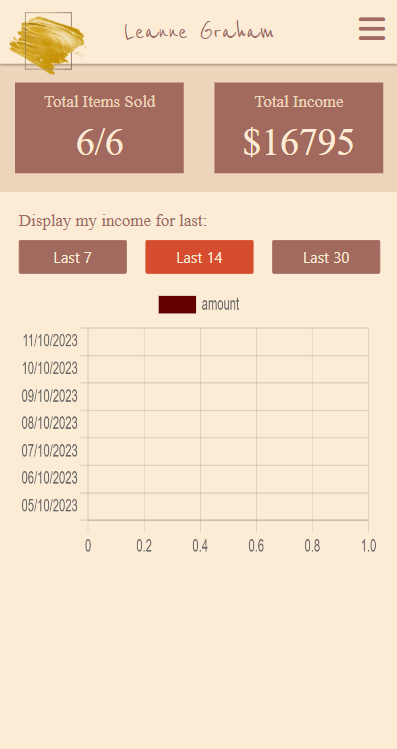 Leanne Graham
Total Items Sold
6/6
Total Income
$16795
Display my income for last:
Last 7
Last 14
Last 30
amount
11/10/2023
10/10/2023
09/10/2023
08/10/2023
07/10/2023
06/10/2023
05/10/2023
0 0.2 0.4 0.6 0.8 1.0